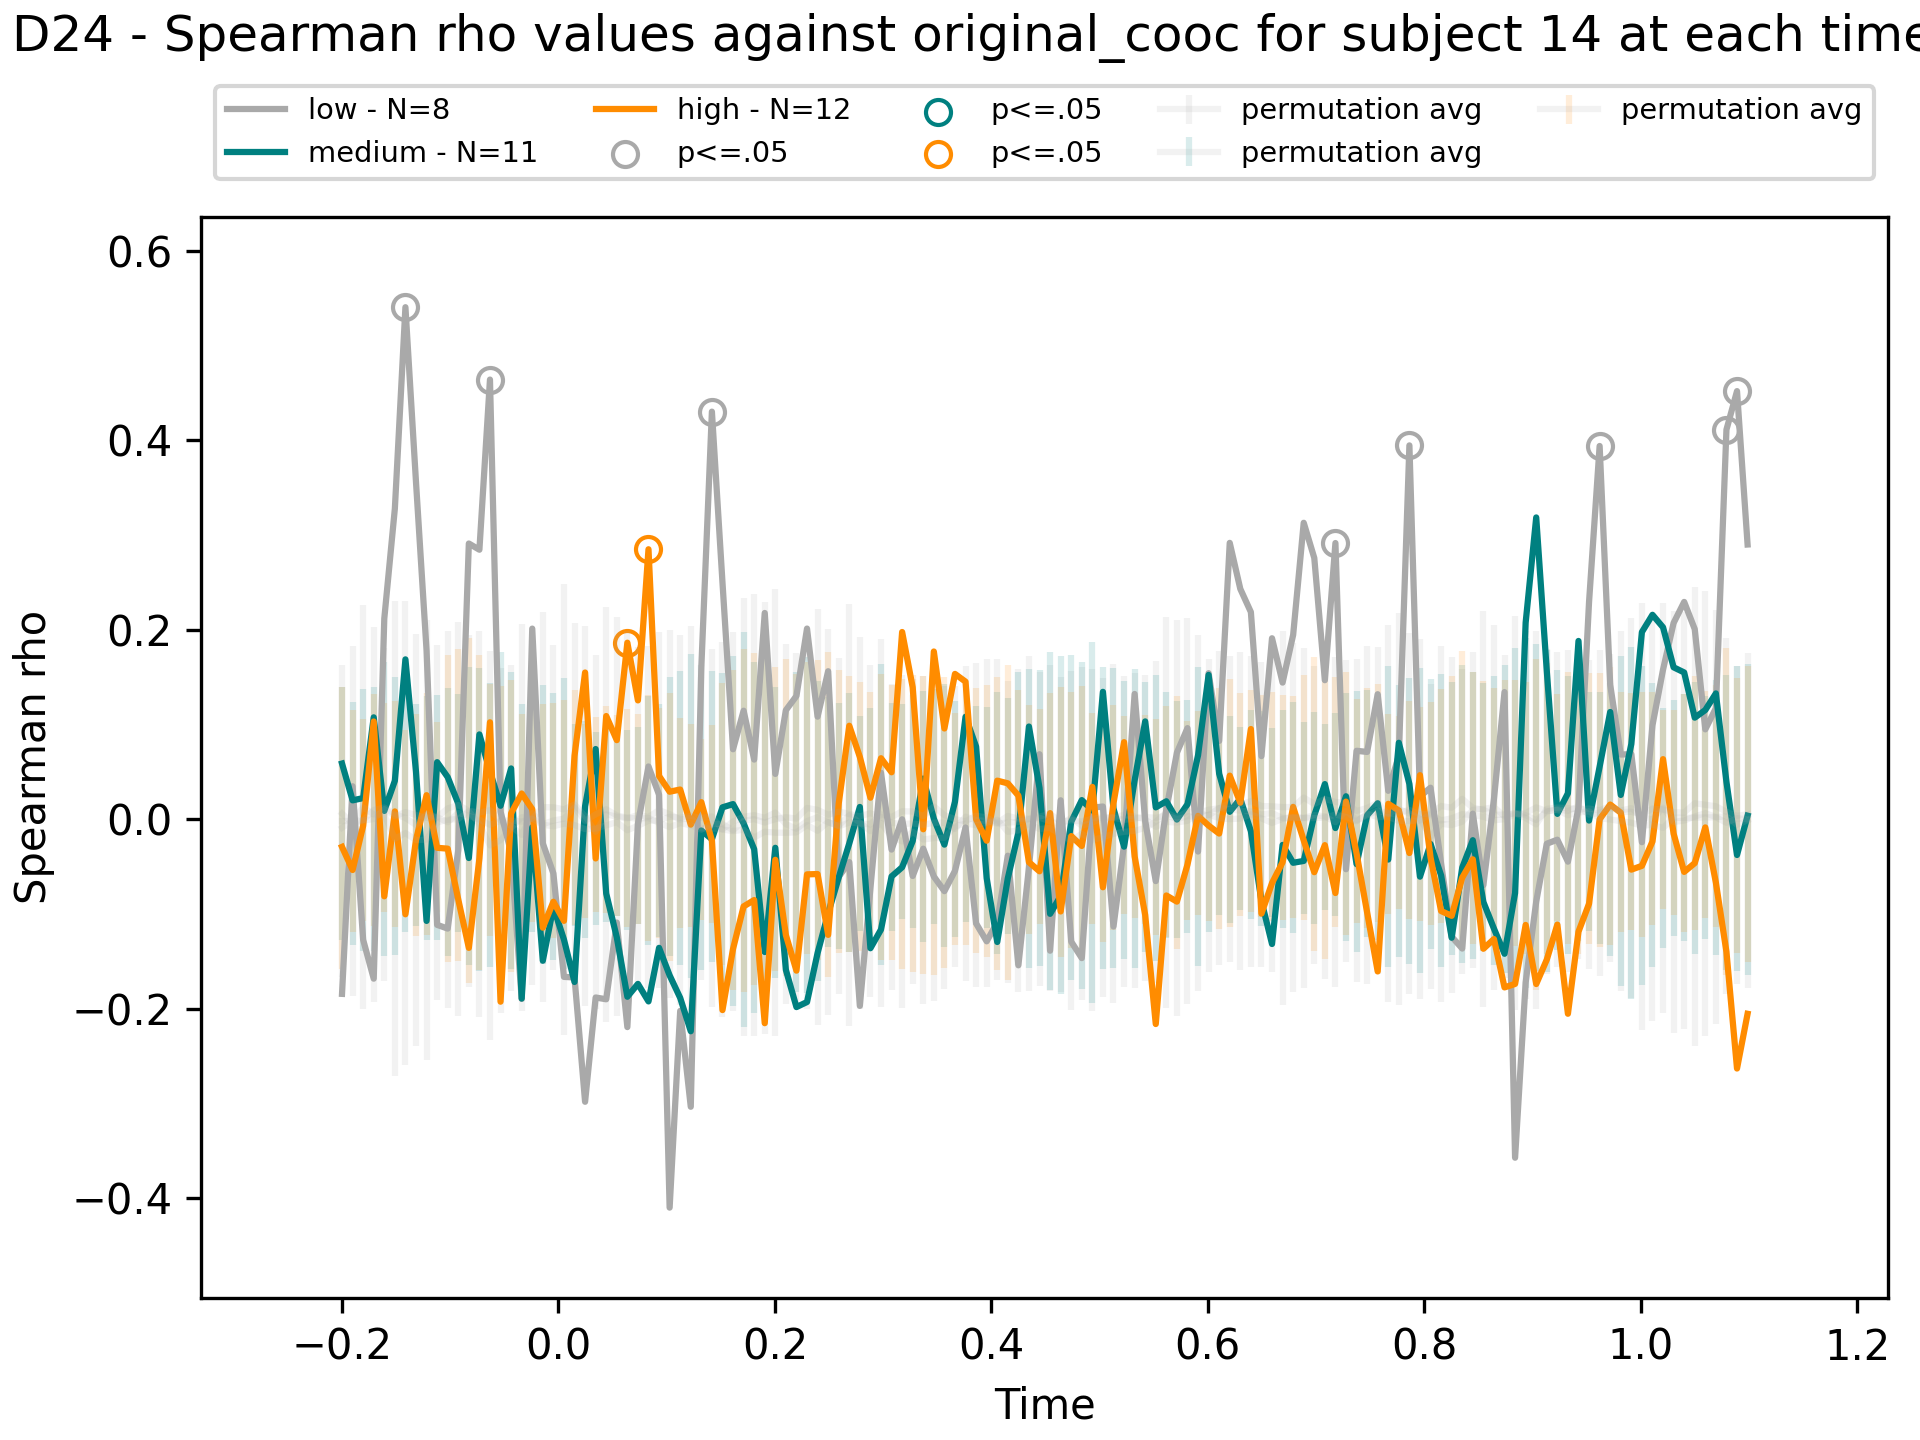 D24 - Spearman rho values against original_cooc for subject 14 at each time
low - N=8
medium - N=11
high - N=12
p<=.05
p<=.05
p<=.05
permutation avg
permutation avg
permutation avg
0.6
0.4
0.2
0.0
−0.2
−0.4
Spearman rho
−0.2 0.0 0.2 0.4 0.6 0.8 1.0 1.2
Time